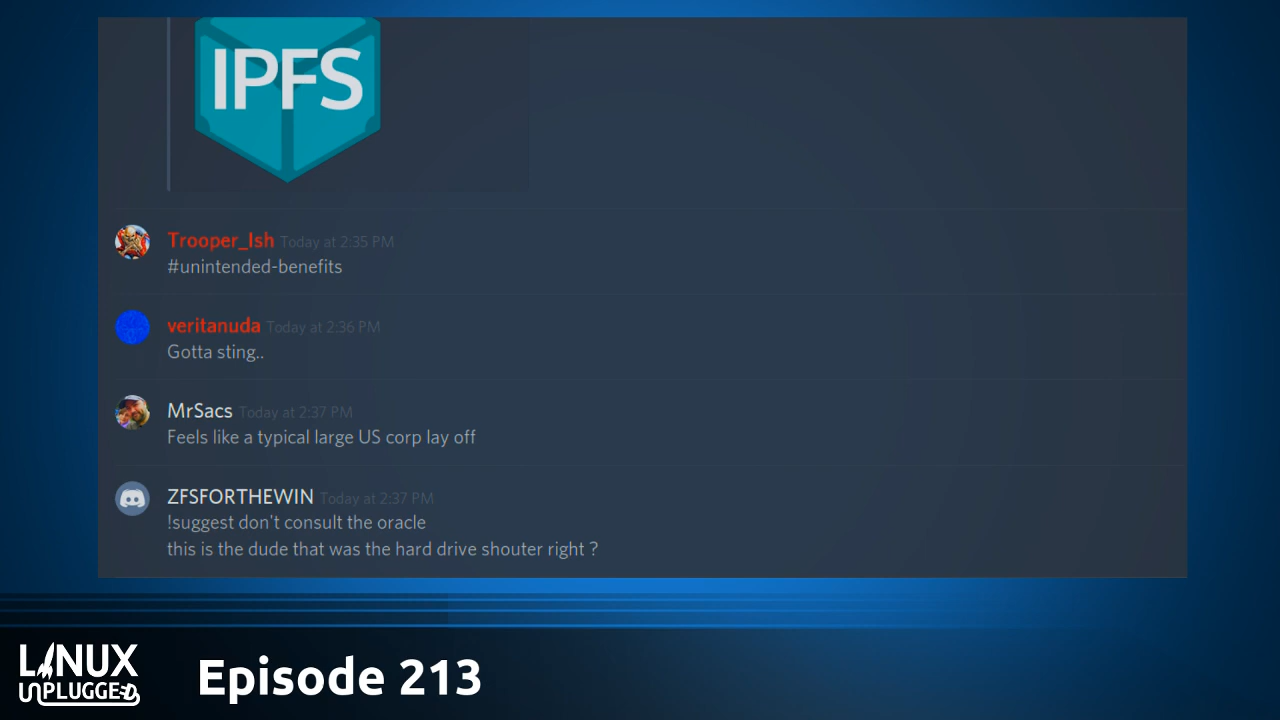 IPFS
Trooper_Ish Today at 2:35 PM
#unintended-benefits
veritanuda Today at 2:36 PM
Gotta sting..
MrSacs Today at 2:37 PM
Feels like a typical large US corp lay off
ZFSFORTHEWIN Today at 2:37 PM
!suggest don't consult the oracle
this is the dude that was the hard drive shouter right ?
LINUX
UNPLUGGED
Episode 213